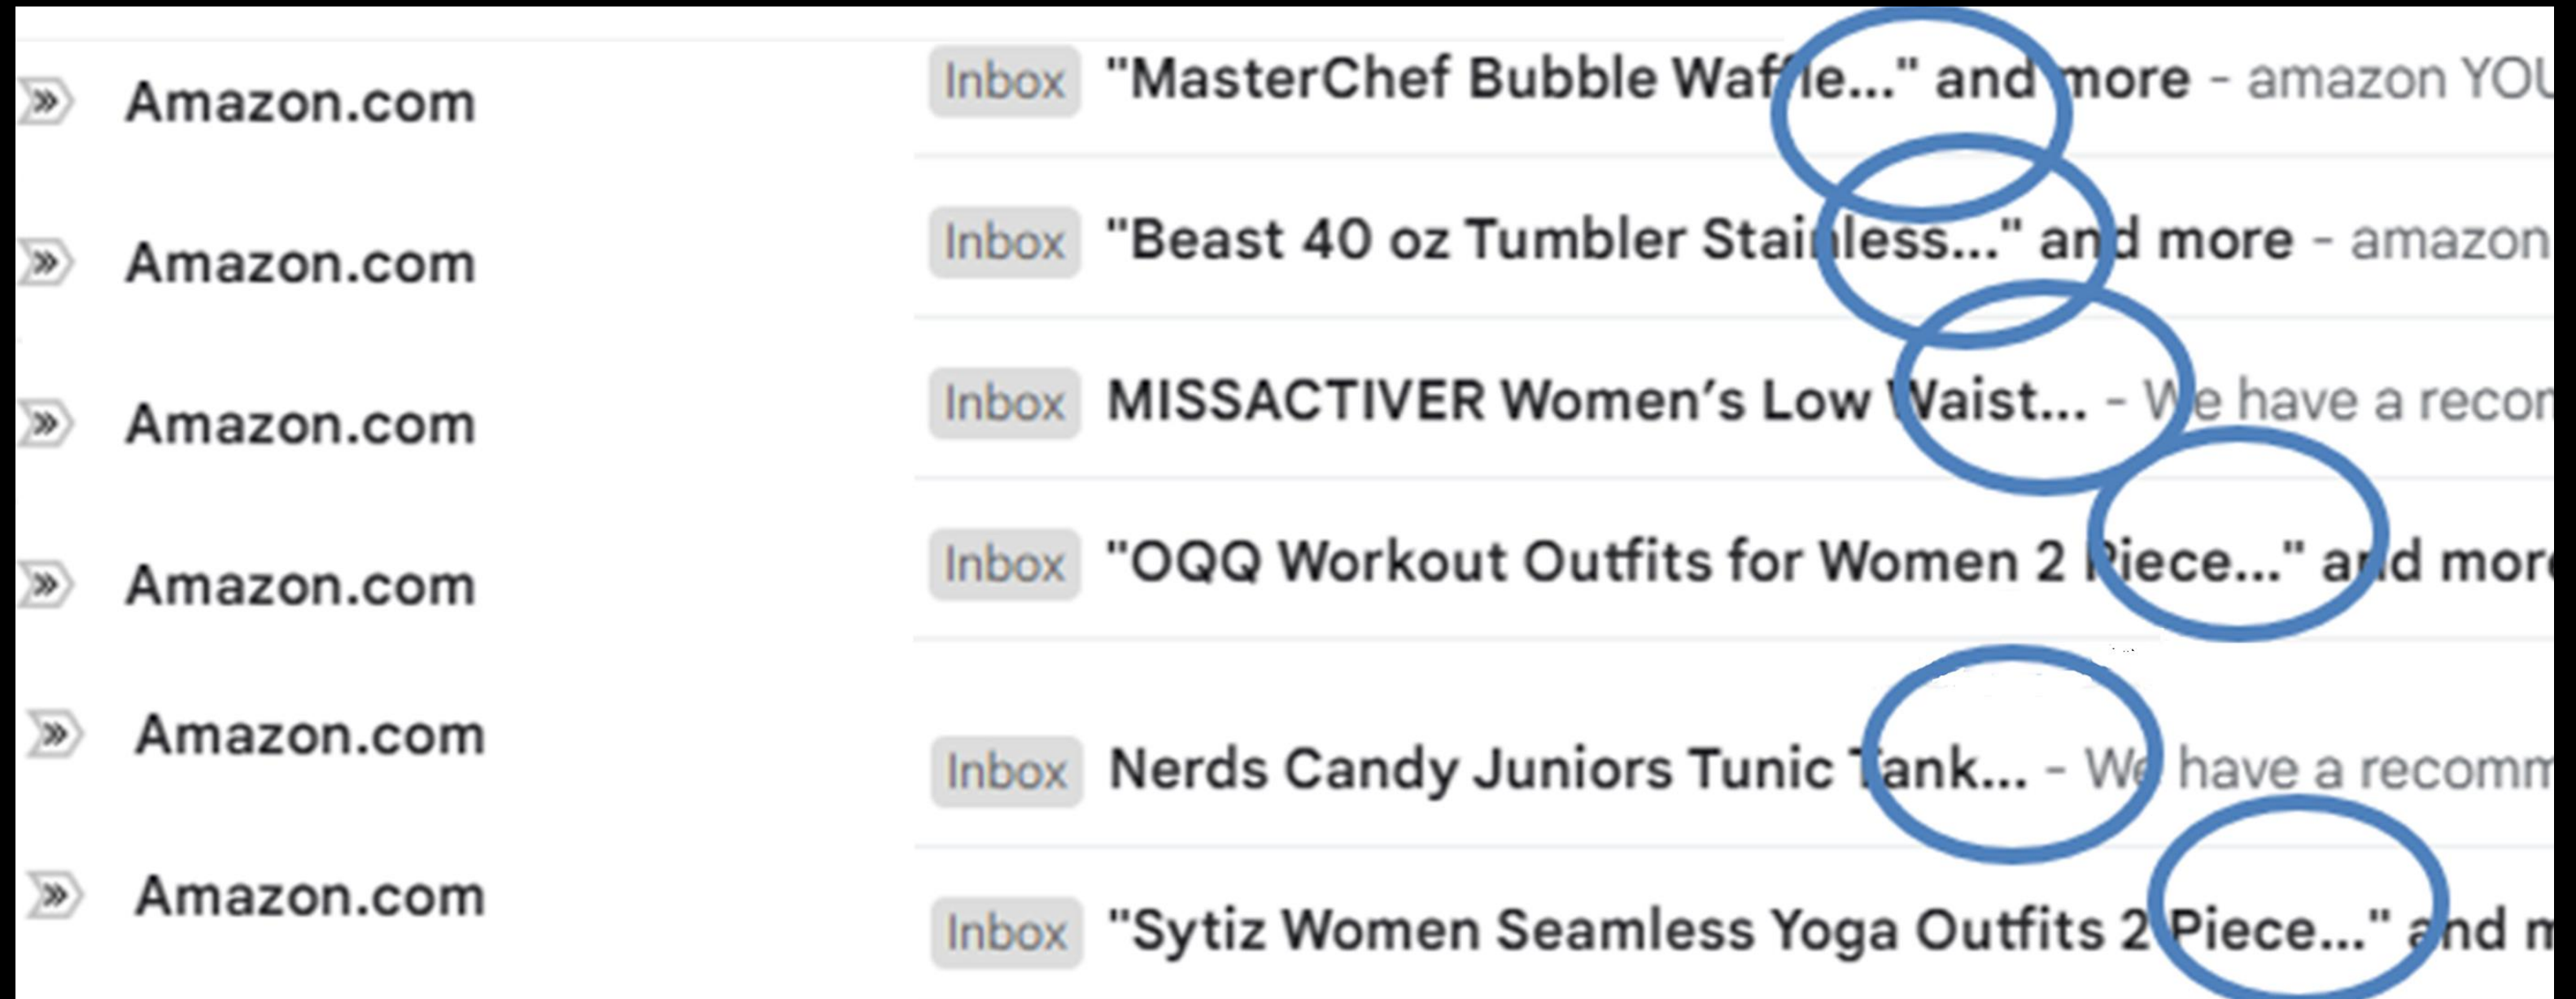 Amazon.com Inbox "MasterChef Bubble Waffle..." and more - amazon YOU
Amazon.com Inbox "Beast 40 oz Tumbler Stainless..." and more - amazon
Amazon.com Inbox MISSACTIVER Women’s Low Waist... - We have a recom
Amazon.com Inbox "OQQ Workout Outfits for Women 2 Piece..." and more
Amazon.com Inbox Nerds Candy Juniors Tunic Tank... - We have a recomm
Amazon.com Inbox "Sytiz Women Seamless Yoga Outfits 2 Piece..." and m